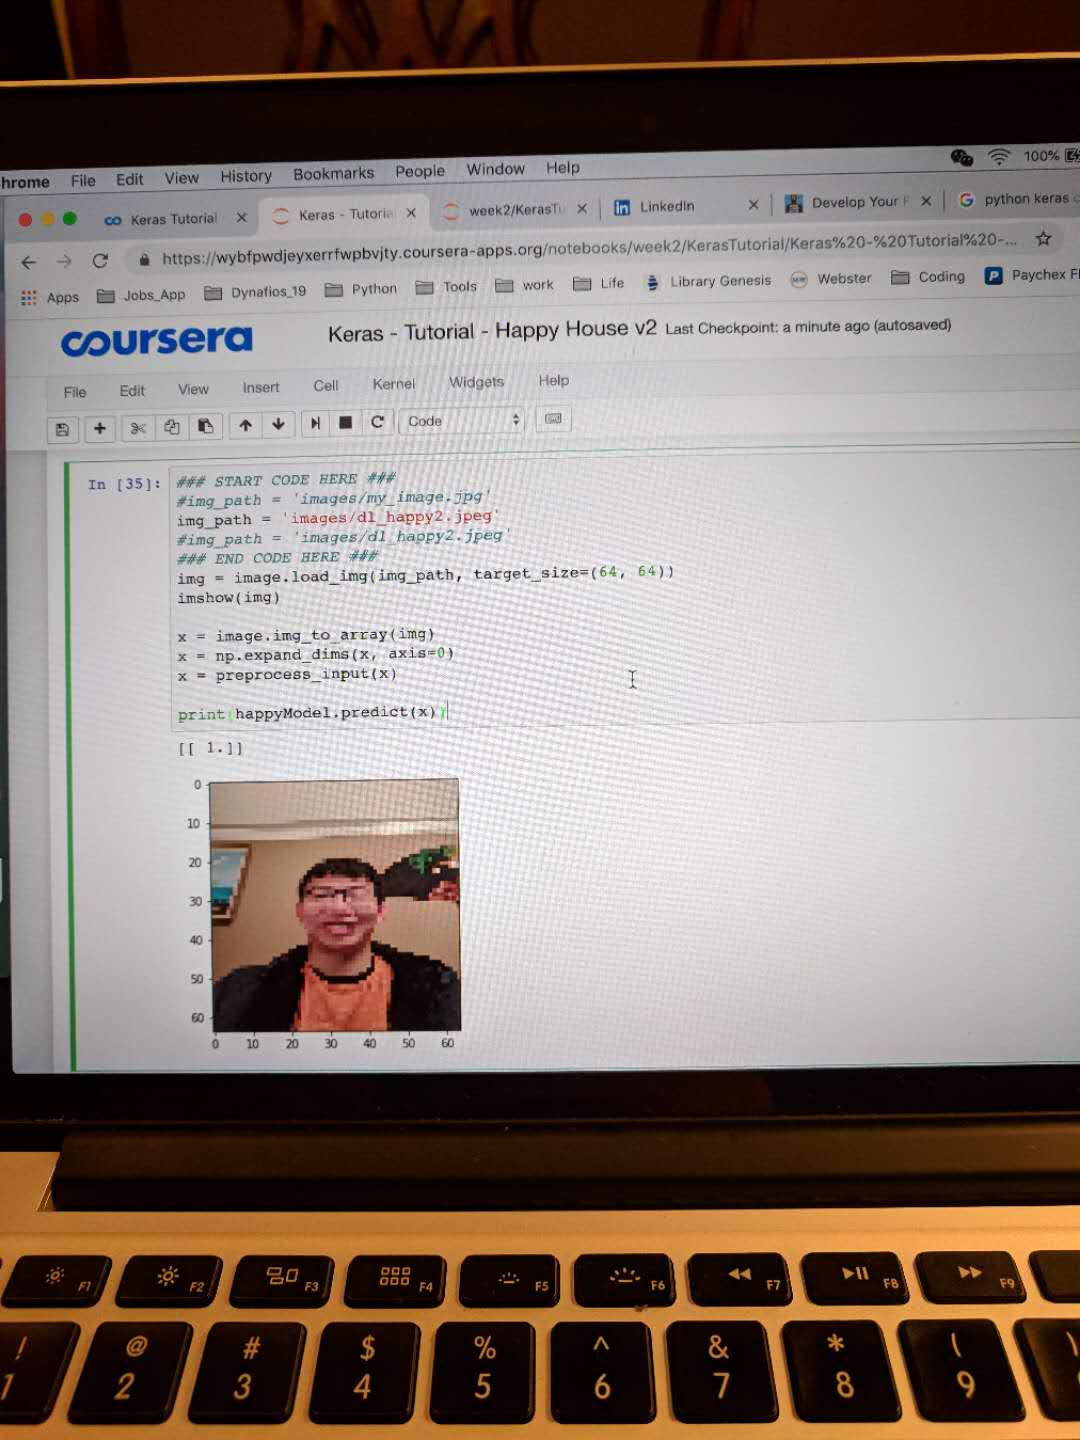 hrome File Edit View History Bookmarks People Window Help 100%
Keras Tutorial × Keras - Tutoria × week2/KerasTu × LinkedIn × Develop Your F × python keras c
https://wybfpwdjeyxerrfwpbvjty.coursera-apps.org/notebooks/week2/KerasTutorial/Keras%20-%20Tutorial%20-...
Apps Jobs_App Dynafios_19 Python Tools work Life Library Genesis Webster Coding Paychex Fl
coursera Keras - Tutorial - Happy House v2 Last Checkpoint: a minute ago (autosaved)
File Edit View Insert Cell Kernel Widgets Help
Code
In [35]: ### START CODE HERE ###
#img_path = 'images/my_image.jpg'
img_path = 'images/dl_happy2.jpeg'
#img_path = 'images/dl_happy2.jpeg'
### END CODE HERE ###
img = image.load_img(img_path, target_size=(64, 64))
imshow(img)
x = image.img_to_array(img)
x = np.expand_dims(x, axis=0)
x = preprocess_input(x)
print(happyModel.predict(x))
[[ 1.]]
0
10
20
30
40
50
60
0 10 20 30 40 50 60
F1 F2 F3 F4 F5 F6 F7 F8 F9
! @ # $ % ^ & * ( )
1 2 3 4 5 6 7 8 9